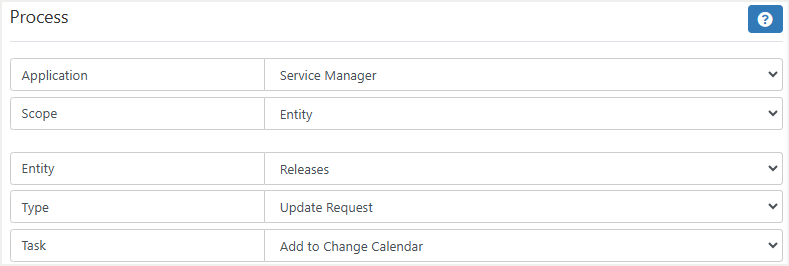 Process
Application Service Manager
Scope Entity
Entity Releases
Type Update Request
Task Add to Change Calendar